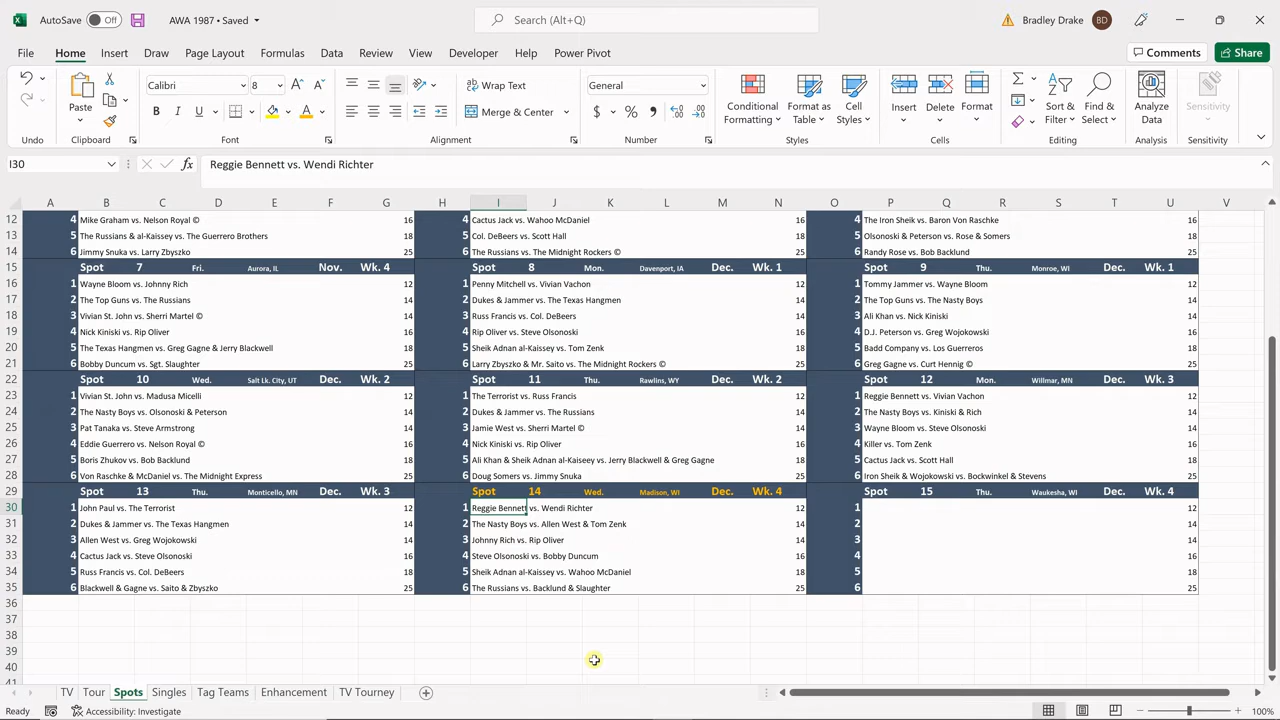 AutoSave Off AWA 1987 • Saved Search (Alt+Q) Bradley Drake BD
File Home Insert Draw Page Layout Formulas Data Review View Developer Help Power Pivot Comments Share
Calibri 8 Wrap Text General
Paste B I U Merge & Center $ % Conditional Formatting Format as Table Cell Styles Insert Delete Format Sort & Filter Find & Select Analyze Data Sensitivity
Undo Clipboard Font Alignment Number Styles Cells Editing Analysis Sensitivity
I30 fx Reggie Bennett vs. Wendi Richter
A B C D E F G H I J K L M N O P Q R S T U V
12 4 Mike Graham vs. Nelson Royal © 16 4 Cactus Jack vs. Wahoo McDaniel 16 4 The Iron Sheik vs. Baron Von Raschke 16
13 5 The Russians & al-Kaissey vs. The Guerrero Brothers 18 5 Col. DeBeers vs. Scott Hall 18 5 Olsonoski & Peterson vs. Rose & Somers 18
14 6 Jimmy Snuka vs. Larry Zbyszko 25 6 The Russians vs. The Midnight Rockers © 25 6 Randy Rose vs. Bob Backlund 25
15 Spot 7 Fri. Aurora, IL Nov. Wk. 4 Spot 8 Mon. Davenport, IA Dec. Wk. 1 Spot 9 Thu. Monroe, WI Dec. Wk. 1
16 1 Wayne Bloom vs. Johnny Rich 12 1 Penny Mitchell vs. Vivian Vachon 12 1 Tommy Jammer vs. Wayne Bloom 12
17 2 The Top Guns vs. The Russians 14 2 Dukes & Jammer vs. The Texas Hangmen 14 2 The Top Guns vs. The Nasty Boys 14
18 3 Vivian St. John vs. Sherri Martel © 14 3 Russ Francis vs. Col. DeBeers 14 3 Ali Khan vs. Nick Kiniski 14
19 4 Nick Kiniski vs. Rip Oliver 16 4 Rip Oliver vs. Steve Olsonoski 16 4 D.J. Peterson vs. Greg Wojokowski 16
20 5 The Texas Hangmen vs. Greg Gagne & Jerry Blackwell 18 5 Sheik Adnan al-Kaissey vs. Tom Zenk 18 5 Badd Company vs. Los Guerreros 18
21 6 Bobby Duncum vs. Sgt. Slaughter 25 6 Larry Zbyszko & Mr. Saito vs. The Midnight Rockers © 25 6 Greg Gagne vs. Curt Hennig © 25
22 Spot 10 Wed. Salt Lk. City, UT Dec. Wk. 2 Spot 11 Thu. Rawlins, WY Dec. Wk. 2 Spot 12 Mon. Willmar, MN Dec. Wk. 3
23 1 Vivian St. John vs. Madusa Micelli 12 1 The Terrorist vs. Russ Francis 12 1 Reggie Bennett vs. Vivian Vachon 12
24 2 The Nasty Boys vs. Olsonoski & Peterson 14 2 Dukes & Jammer vs. The Russians 14 2 The Nasty Boys vs. Kiniski & Rich 14
25 3 Pat Tanaka vs. Steve Armstrong 14 3 Jamie West vs. Sherri Martel © 14 3 Wayne Bloom vs. Steve Olsonoski 14
26 4 Eddie Guerrero vs. Nelson Royal © 16 4 Nick Kiniski vs. Rip Oliver 16 4 Killer vs. Tom Zenk 16
27 5 Boris Zhukov vs. Bob Backlund 18 5 Ali Khan & Sheik Adnan al-Kaiseey vs. Jerry Blackwell & Greg Gagne 18 5 Cactus Jack vs. Scott Hall 18
28 6 Von Raschke & McDaniel vs. The Midnight Express 25 6 Doug Somers vs. Jimmy Snuka 25 6 Iron Sheik & Wojokowski vs. Bockwinkel & Stevens 25
29 Spot 13 Thu. Monticello, MN Dec. Wk. 3 Spot 14 Wed. Madison, WI Dec. Wk. 4 Spot 15 Thu. Waukesha, WI Dec. Wk. 4
30 1 John Paul vs. The Terrorist 12 1 Reggie Bennett vs. Wendi Richter 12 1 12
31 2 Dukes & Jammer vs. The Texas Hangmen 14 2 The Nasty Boys vs. Allen West & Tom Zenk 14 2 14
32 3 Allen West vs. Greg Wojokowski 14 3 Johnny Rich vs. Rip Oliver 14 3 14
33 4 Cactus Jack vs. Steve Olsonoski 16 4 Steve Olsonoski vs. Bobby Duncum 16 4 16
34 5 Russ Francis vs. Col. DeBeers 18 5 Sheik Adnan al-Kaissey vs. Wahoo McDaniel 18 5 18
35 6 Blackwell & Gagne vs. Saito & Zbyszko 25 6 The Russians vs. Backlund & Slaughter 25 6 25
36
37
38
39
40
41
TV Tour Spots Singles Tag Teams Enhancement TV Tourney
Ready Accessibility: Investigate 100%